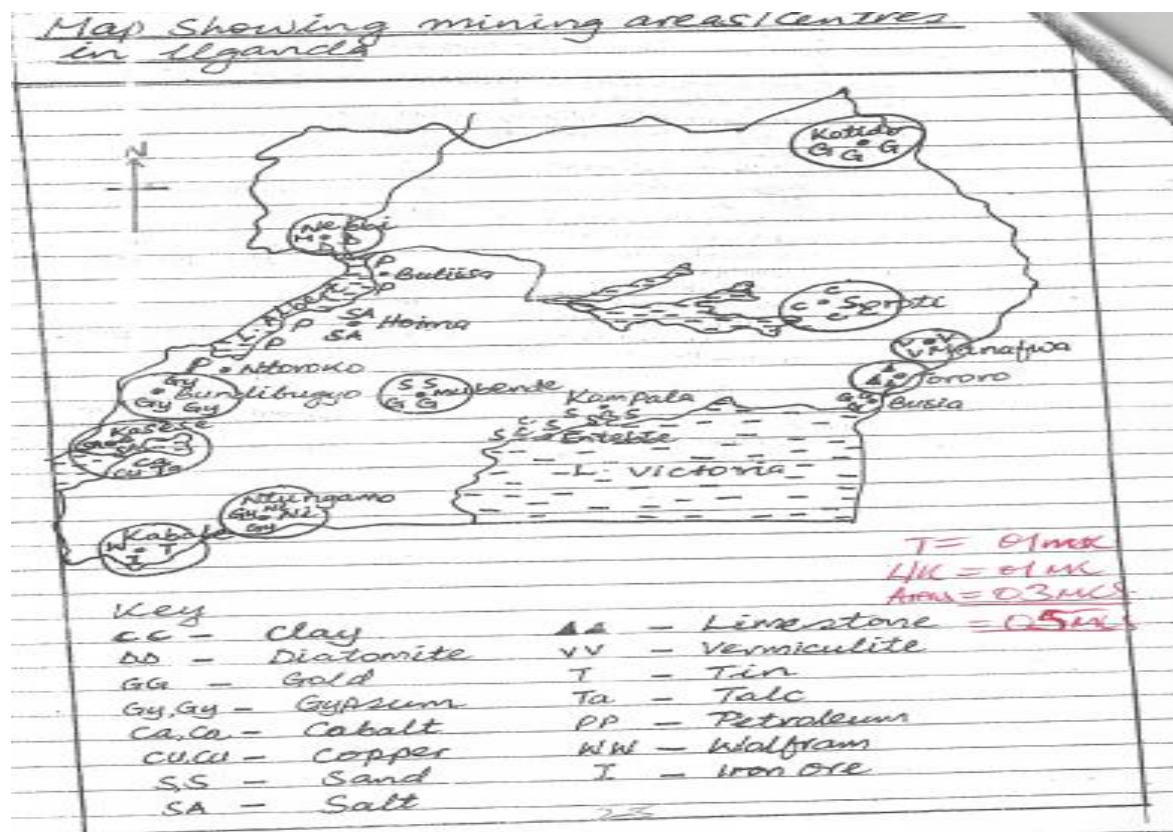 Map Showing mining areas/centres
in Uganda
N
Kotido
G G G
Nebbi
D
P
Buliisa
P
L. Albert
P
P
SA
Hoima
SA
P
Ntoroko
Gy
Bundibugyo
Gy Gy
S S
Mubende
G G
C
C Soroti
V V V
Manafwa
Tororo
Busia
Kampala
S
Entebbe
L. Victoria
Kasese
Ca
Cu Ta
Ntungamo
Gy Ni
Gy
Kabale
W T
I
T = 01mk
L/K = 01mk
Areas = 03mks
= 05mks
Key
CC - Clay
DD - Diatomite
GG - Gold
Gy,Gy - Gypsum
Ca,Ca - Cabalt
CU,CU - Copper
S,S - Sand
SA - Salt
▲▲ - Limestone
VV - Vermiculite
T - Tin
Ta - Talc
PP - Petroleum
WW - Wolfram
I - Iron ore
23